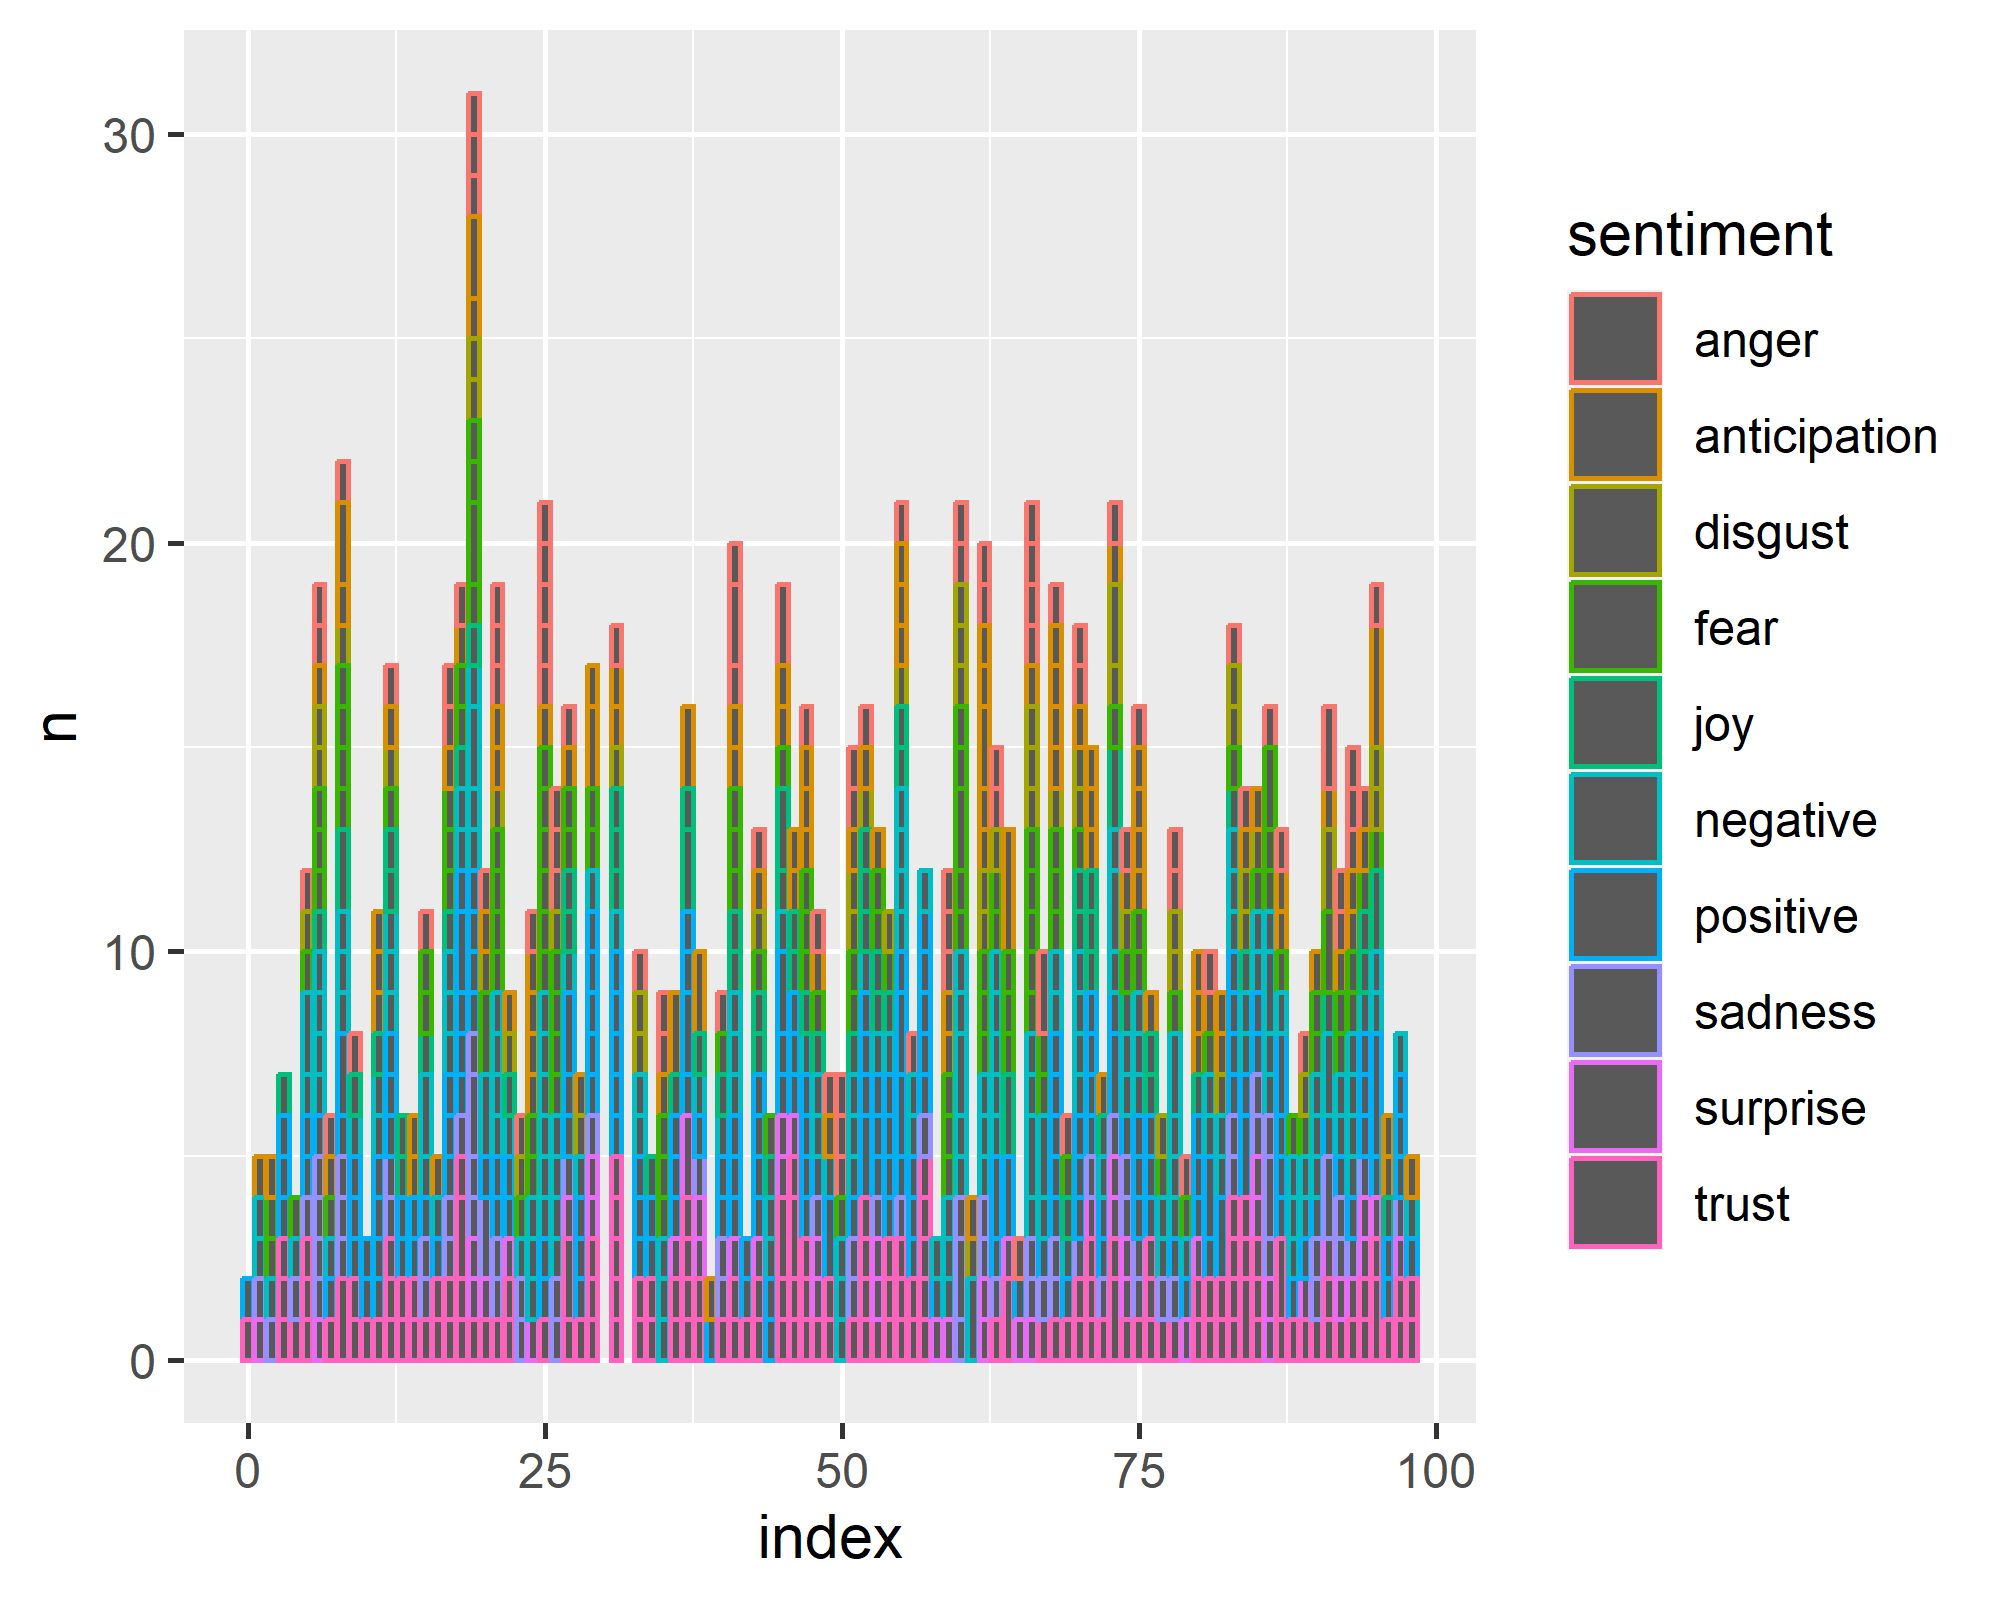 30
20
10
0
n
0 25 50 75 100
index
sentiment
anger
anticipation
disgust
fear
joy
negative
positive
sadness
surprise
trust